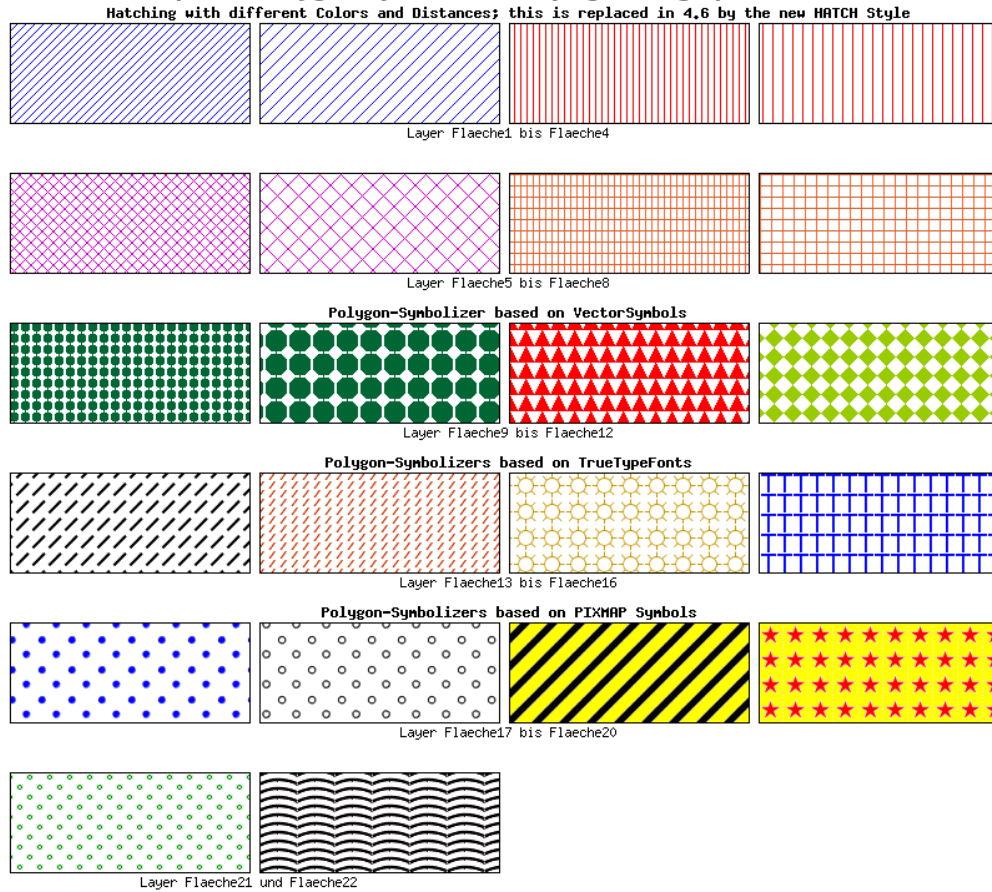 Hatching with different Colors and Distances; this is replaced in 4.6 by the new HATCH Style
Layer Flaeche1 bis Flaeche4
Layer Flaeche5 bis Flaeche8
Polygon-Symbolizer based on VectorSymbols
Layer Flaeche9 bis Flaeche12
Polygon-Symbolizers based on TrueTypeFonts
Layer Flaeche13 bis Flaeche16
Polygon-Symbolizers based on PIXMAP Symbols
Layer Flaeche17 bis Flaeche20
Layer Flaeche21 und Flaeche22